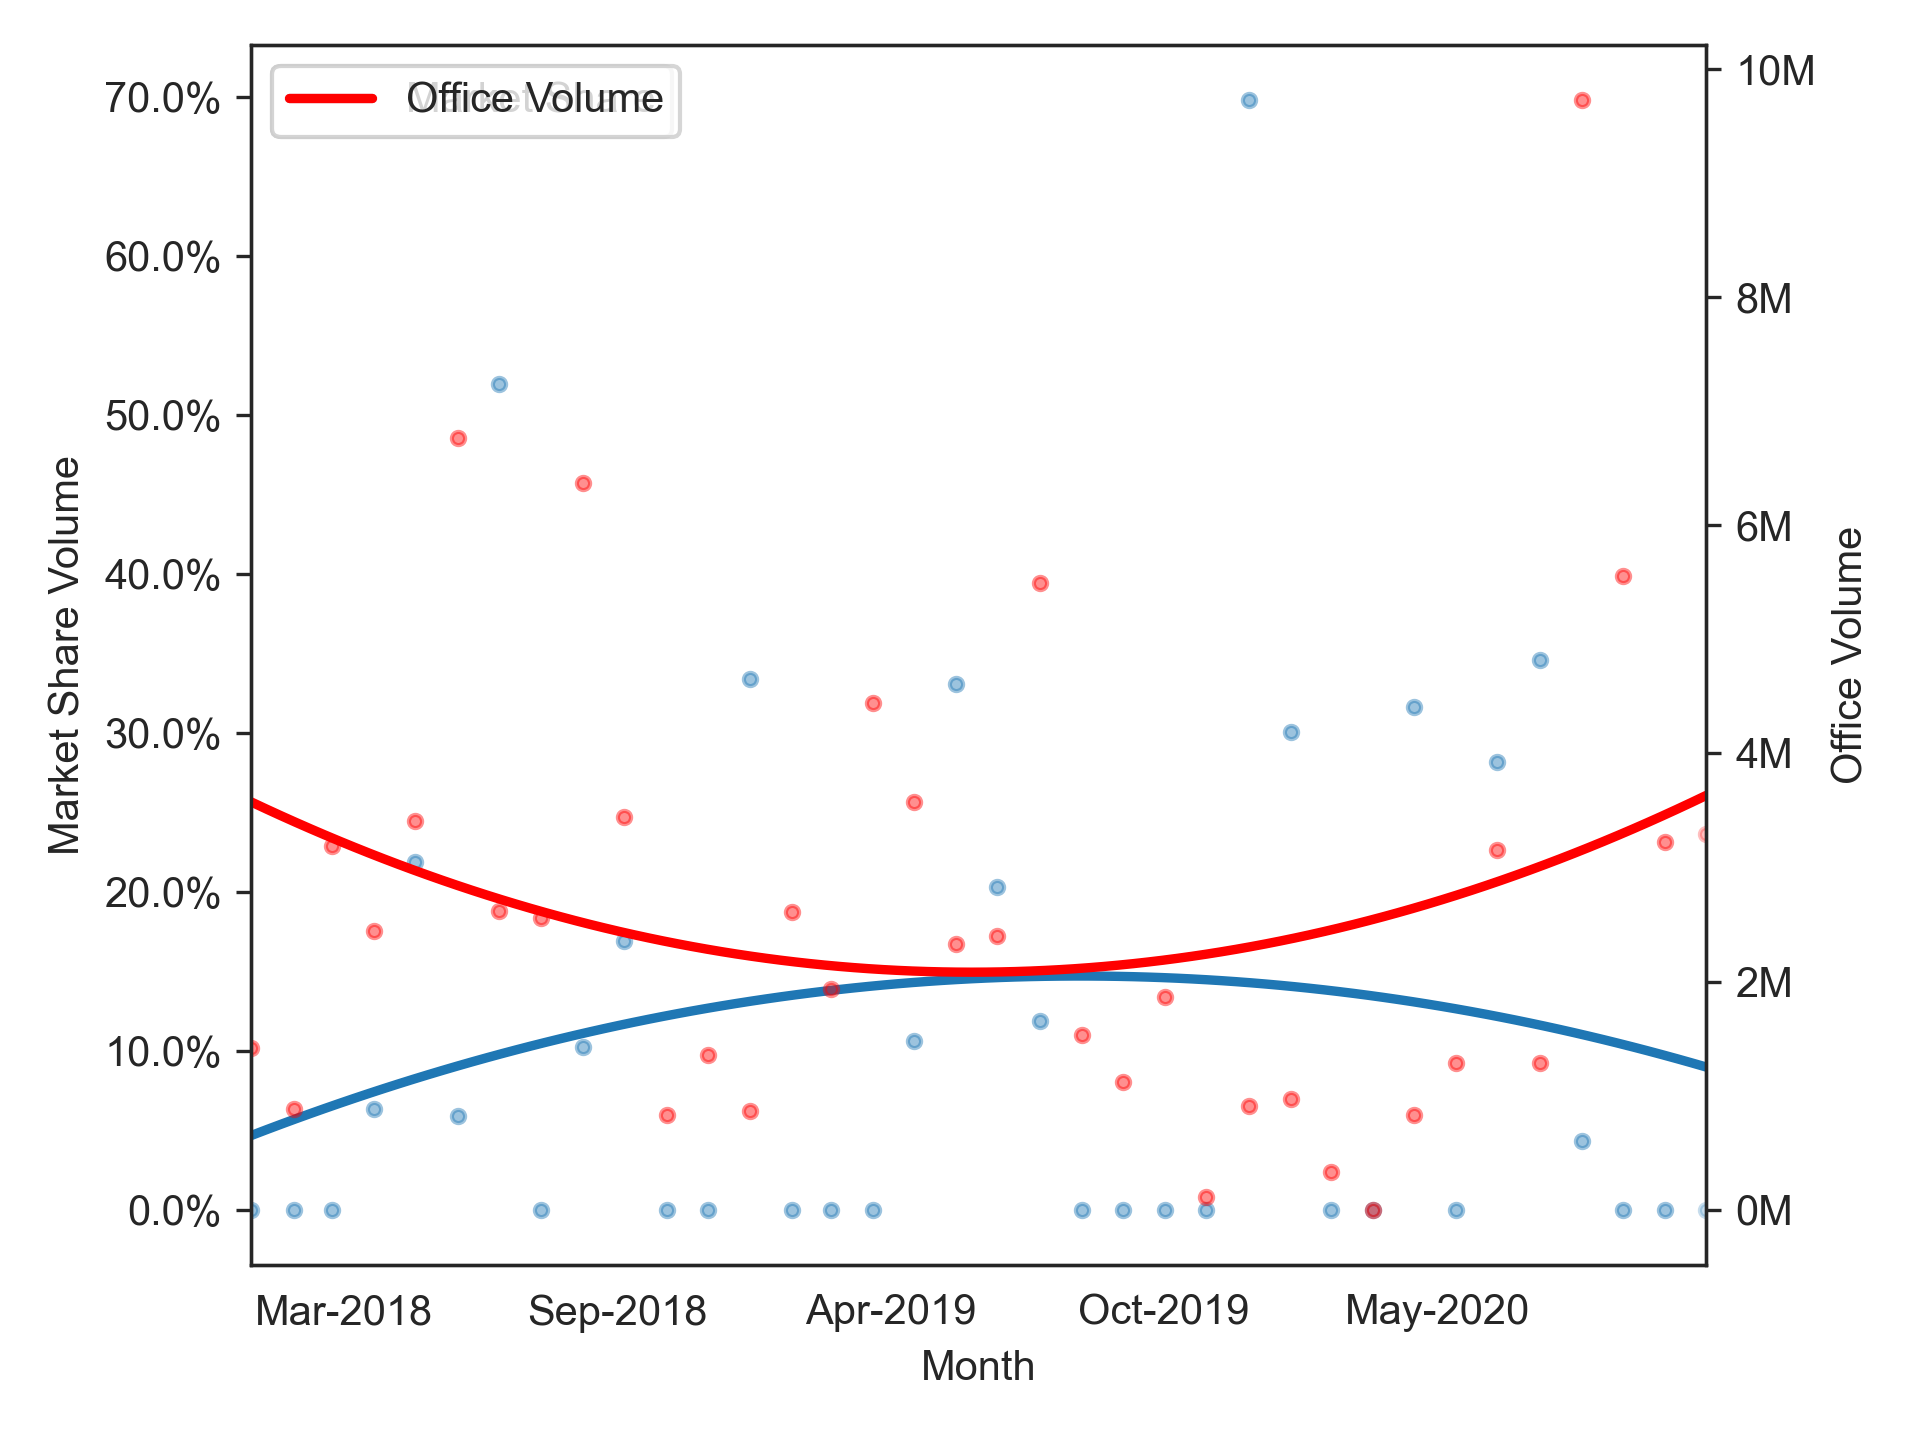 Market Share
Office Volume
70.0%
60.0%
50.0%
40.0%
30.0%
20.0%
10.0%
0.0%
Market Share Volume
10M
8M
6M
4M
2M
0M
Office Volume
Mar-2018
Sep-2018
Apr-2019
Oct-2019
May-2020
Month